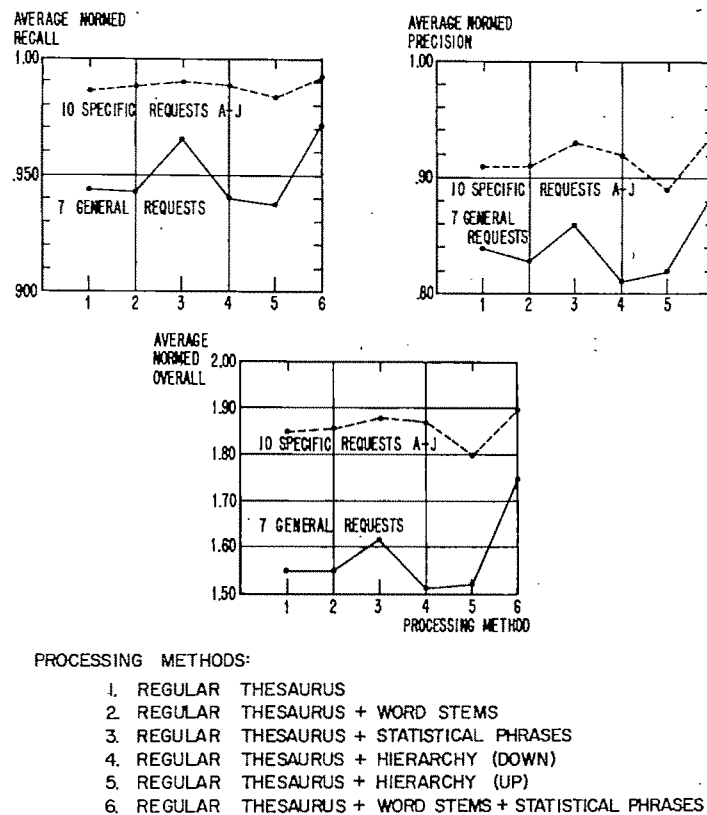 AVERAGE NORMED
RECALL
1.00
10 SPECIFIC REQUESTS A-J
.950
7 GENERAL REQUESTS
.900
1 2 3 4 5 6
AVERAGE NORMED
PRECISION
1.00
.90
10 SPECIFIC REQUESTS A-J
7 GENERAL
REQUESTS
.80
1 2 3 4 5
AVERAGE
NORMED
OVERALL
2.00
1.90
10 SPECIFIC REQUESTS A-J
1.80
1.70
7 GENERAL REQUESTS
1.60
1.50
1 2 3 4 5 6
PROCESSING METHOD
PROCESSING METHODS:
1. REGULAR THESAURUS
2. REGULAR THESAURUS + WORD STEMS
3. REGULAR THESAURUS + STATISTICAL PHRASES
4. REGULAR THESAURUS + HIERARCHY (DOWN)
5. REGULAR THESAURUS + HIERARCHY (UP)
6. REGULAR THESAURUS + WORD STEMS + STATISTICAL PHRASES